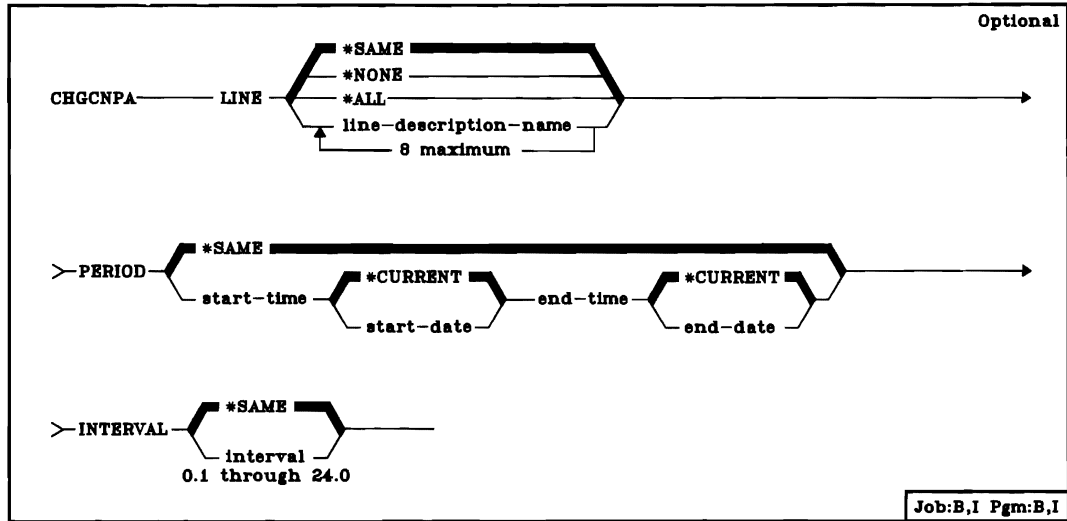 Optional
*SAME
*NONE
CHGCNPA LINE *ALL
line-description-name
8 maximum
*SAME
PERIOD
*CURRENT *CURRENT
start-time end-time
start-date end-date
*SAME
INTERVAL
interval
0.1 through 24.0
Job:B,I Pgm:B,I